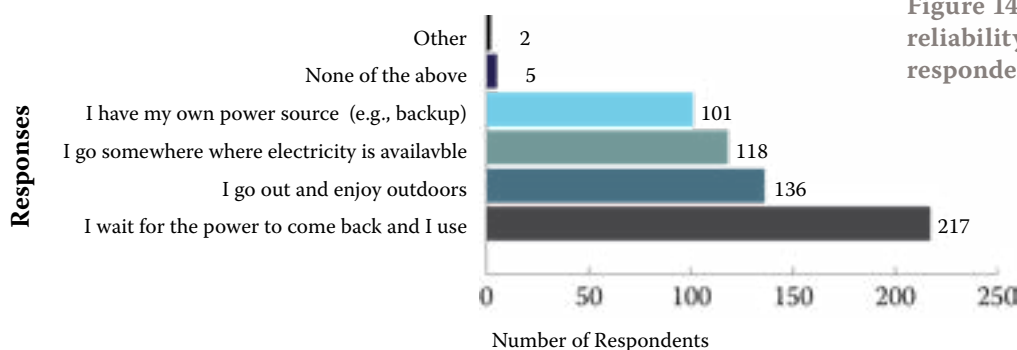 Figure 14
reliability
responde
Other 2
None of the above 5
I have my own power source (e.g., backup) 101
I go somewhere where electricity is availavble 118
I go out and enjoy outdoors 136
I wait for the power to come back and I use 217
Responses
0 50 100 150 200 250
Number of Respondents